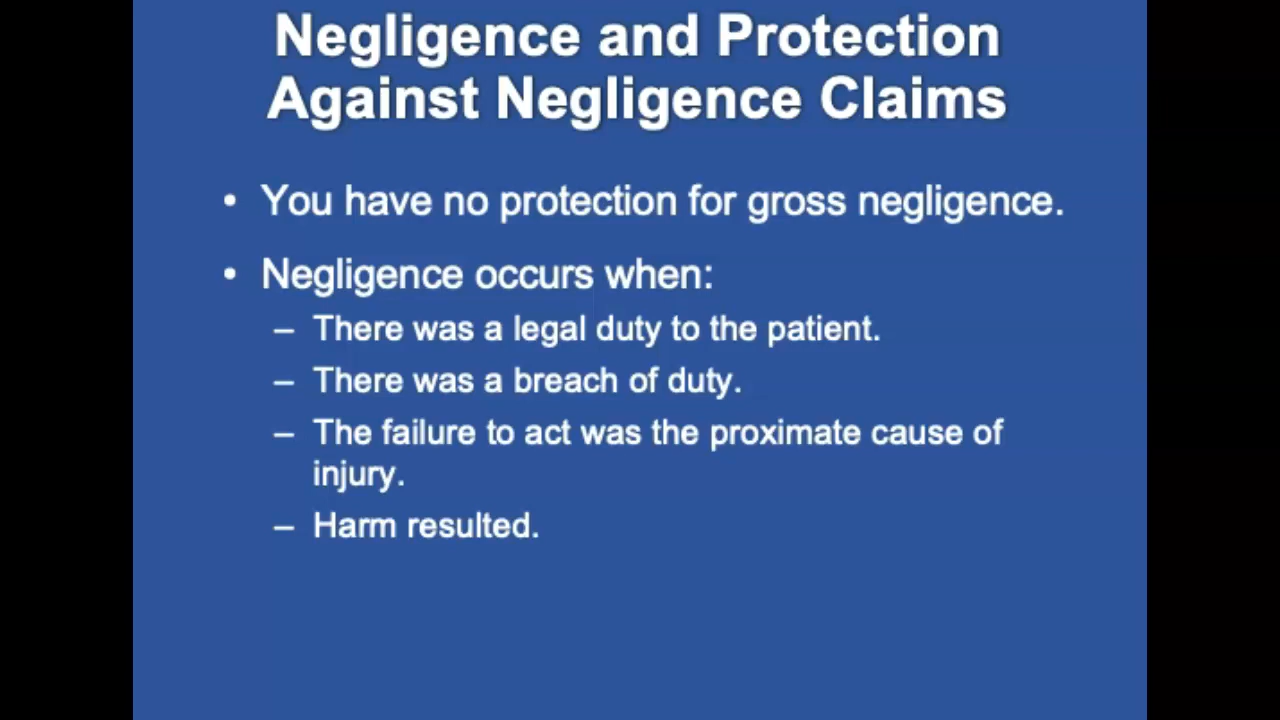 Negligence and Protection
Against Negligence Claims
• You have no protection for gross negligence.
• Negligence occurs when:
– There was a legal duty to the patient.
– There was a breach of duty.
– The failure to act was the proximate cause of
injury.
– Harm resulted.